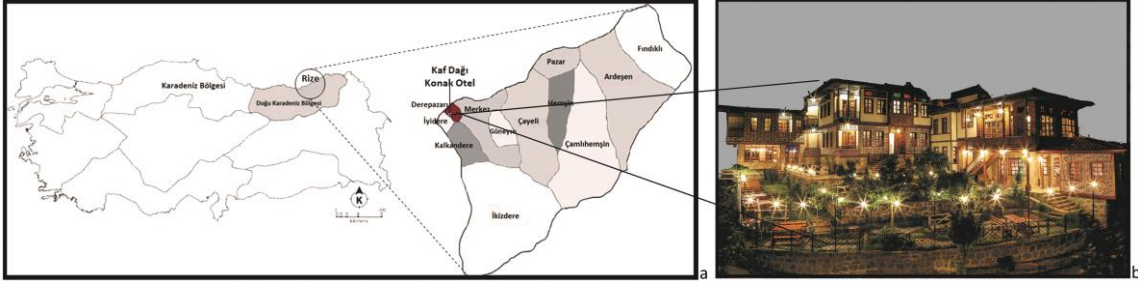 Karadeniz Bölgesi
Rize
Doğu Karadeniz Bölgesi
K
Kaf Dağı
Konak Otel
Derepazarı
İyidere
Merkez
Kalkandere
Güneysu
Çayeli
Pazar
Hemşin
Ardeşen
Fındıklı
Çamlıhemşin
İkizdere
a
b